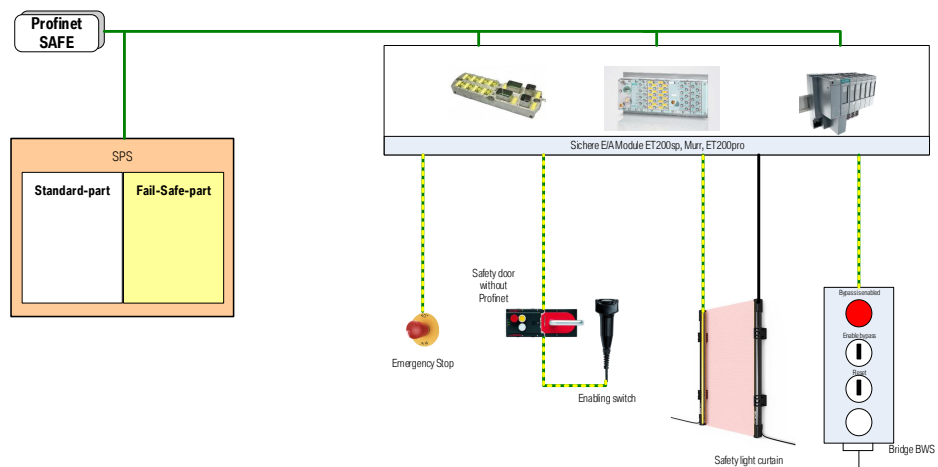 Profinet
SAFE
SPS
Standard-part
Fail-Safe-part
Sichere E/A Module ET200sp, Murr, ET200pro
Safety door
without
Profinet
Emergency Stop
Enabling switch
Safety light curtain
Bypass is enabled
Enable bypass
Reset
Bridge BWS